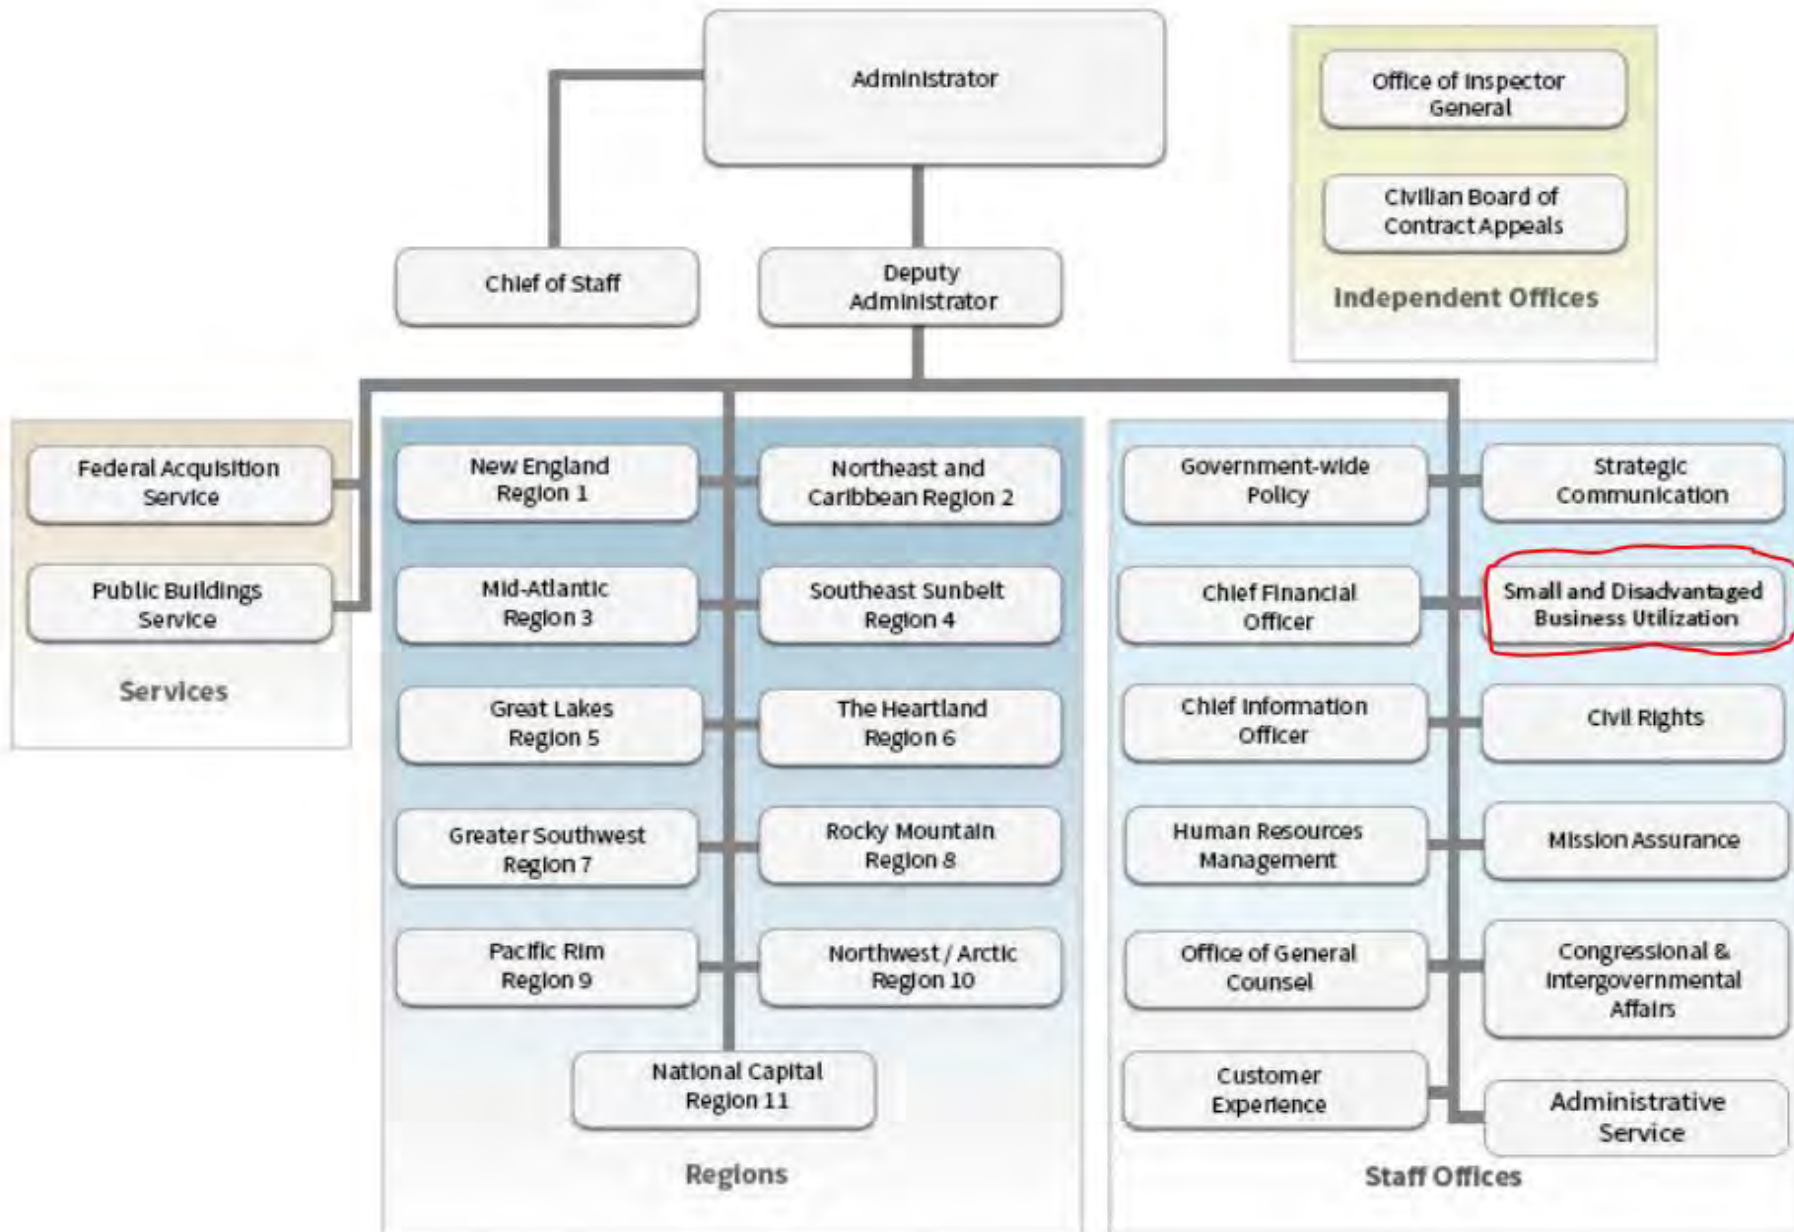 Administrator
Office of Inspector
General
Civilian Board of
Contract Appeals
Independent Offices
Chief of Staff
Deputy
Administrator
Federal Acquisition
Service
Public Buildings
Service
Services
New England
Region 1
Northeast and
Caribbean Region 2
Mid-Atlantic
Region 3
Southeast Sunbelt
Region 4
Great Lakes
Region 5
The Heartland
Region 6
Greater Southwest
Region 7
Rocky Mountain
Region 8
Pacific Rim
Region 9
Northwest / Arctic
Region 10
National Capital
Region 11
Regions
Government-wide
Policy
Strategic
Communication
Chief Financial
Officer
Small and Disadvantaged
Business Utilization
Chief Information
Officer
Civil Rights
Human Resources
Management
Mission Assurance
Office of General
Counsel
Congressional &
Intergovernmental
Affairs
Customer
Experience
Administrative
Service
Staff Offices